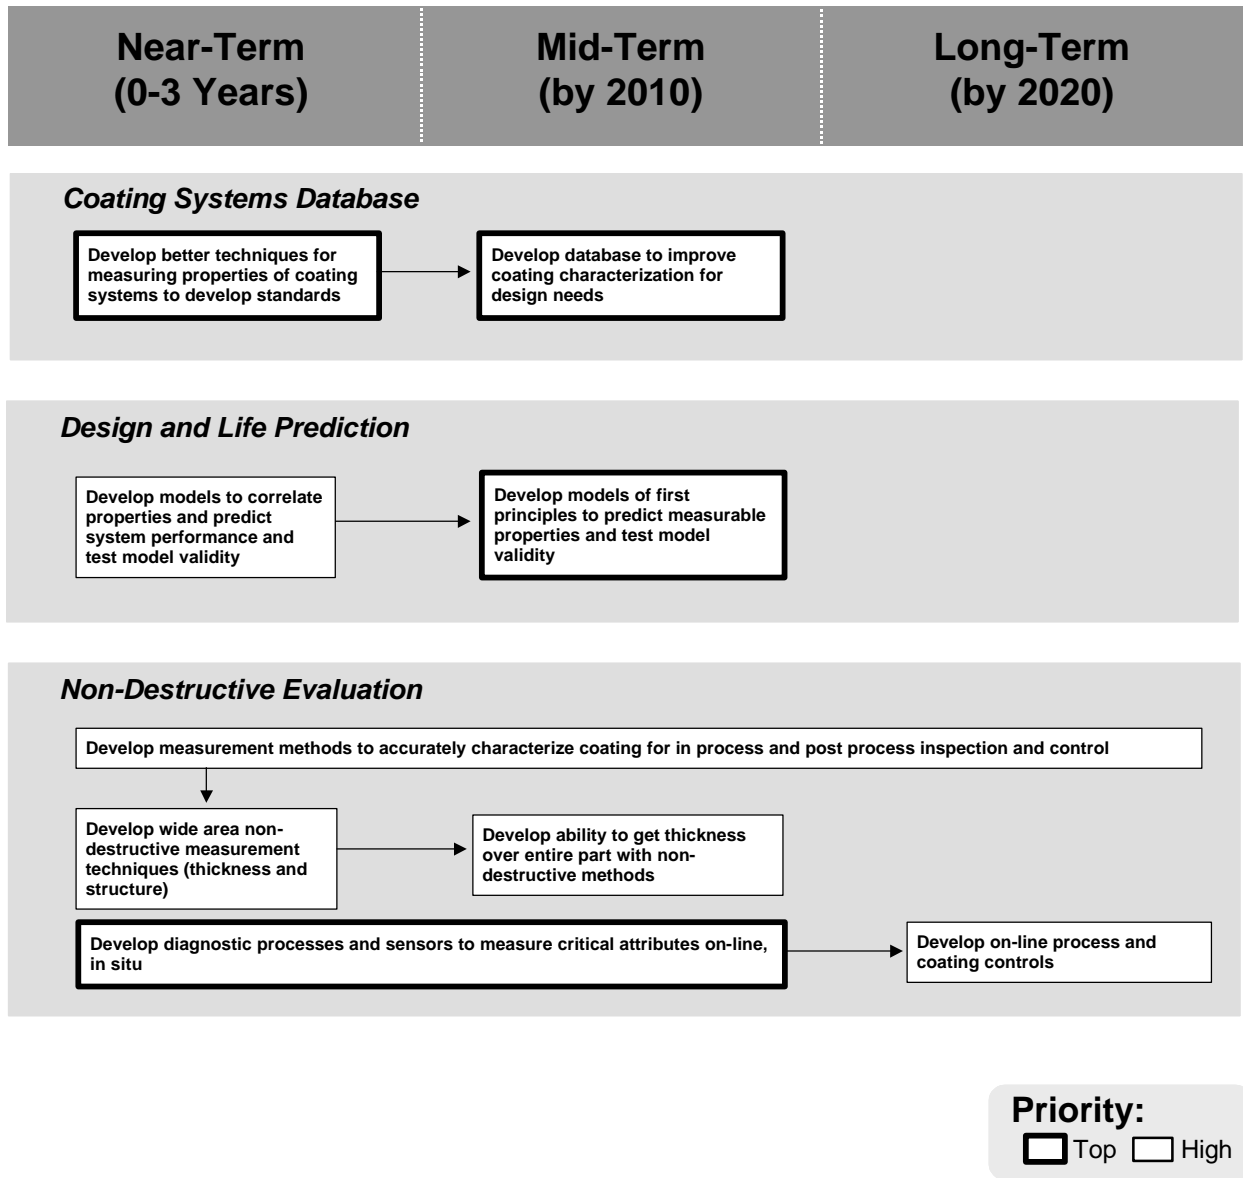 Near-Term
(0-3 Years)
Mid-Term
(by 2010)
Long-Term
(by 2020)
Coating Systems Database
Develop better techniques for
measuring properties of coating
systems to develop standards
Develop database to improve
coating characterization for
design needs
Design and Life Prediction
Develop models to correlate
properties and predict
system performance and
test model validity
Develop models of first
principles to predict measurable
properties and test model
validity
Non-Destructive Evaluation
Develop measurement methods to accurately characterize coating for in process and post process inspection and control
Develop wide area non-
destructive measurement
techniques (thickness and
structure)
Develop ability to get thickness
over entire part with non-
destructive methods
Develop diagnostic processes and sensors to measure critical attributes on-line,
in situ
Develop on-line process and
coating controls
Priority:
Top High